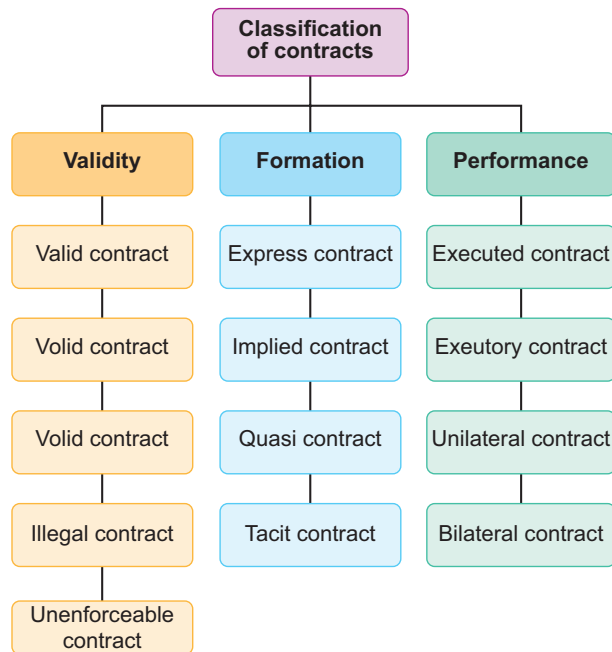 Classification
of contracts
Validity
Formation
Performance
Valid contract
Express contract
Executed contract
Volid contract
Implied contract
Exeutory contract
Volid contract
Quasi contract
Unilateral contract
Illegal contract
Tacit contract
Bilateral contract
Unenforceable
contract